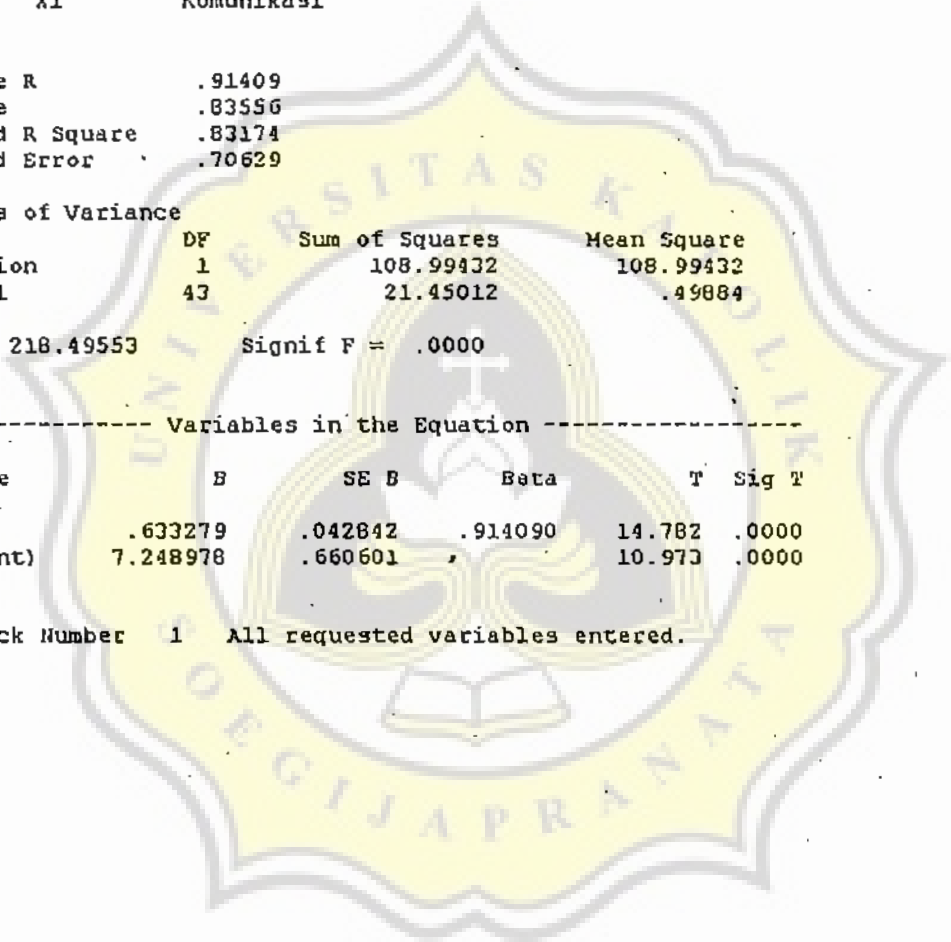 X1 Komunikasi
e R .91409
e .83556
d R Square .83174
d Error .70629
s of Variance
DF Sum of Squares Mean Square
ion 1 108.99432 108.99432
l 43 21.45012 .49884
218.49553 Signif F = .0000
----------- Variables in the Equation ------------------
e B SE B Beta T Sig T
.633279 .042842 .914090 14.782 .0000
nt) 7.248978 .660601 10.973 .0000
ck Number 1 All requested variables entered.
UNIVERSITAS KATOLIK
SOEGIJAPRANATA